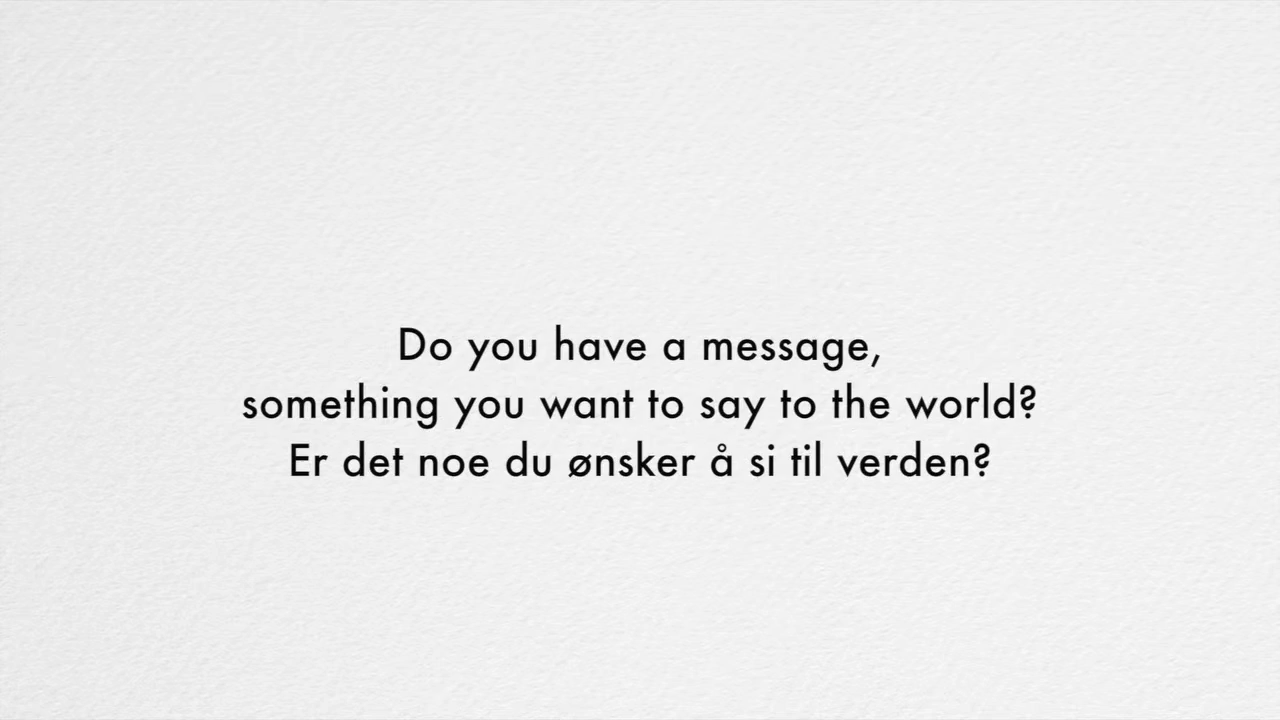 Do you have a message,
something you want to say to the world?
Er det noe du ønsker å si til verden?